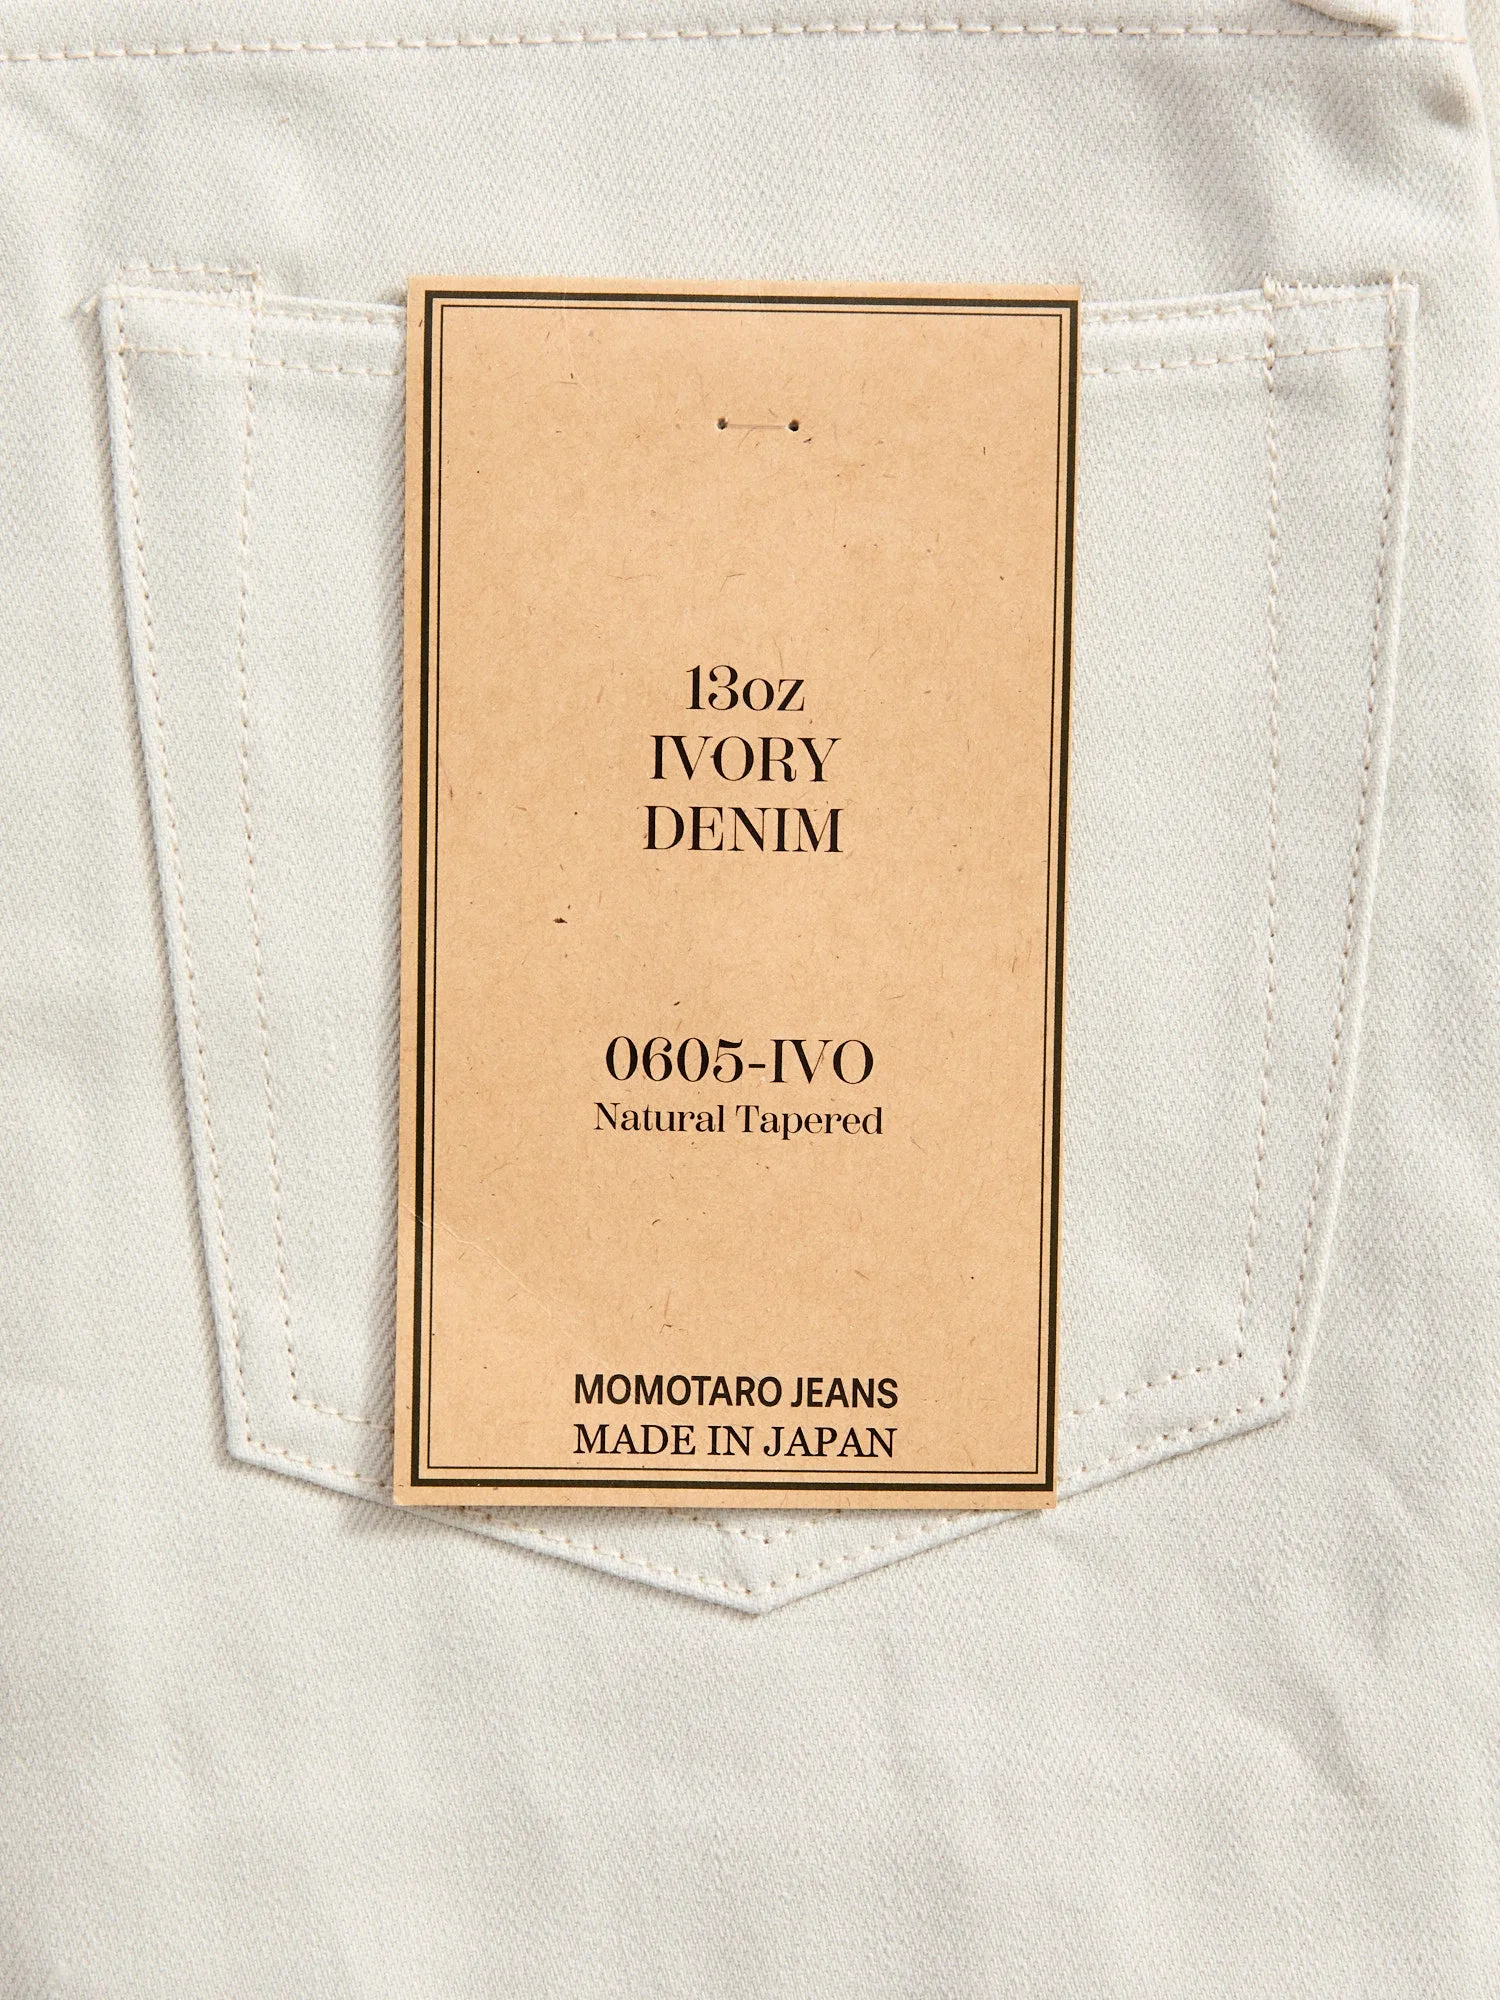 13oz
IVORY
DENIM
0605-IVO
Natural Tapered
MOMOTARO JEANS
MADE IN JAPAN